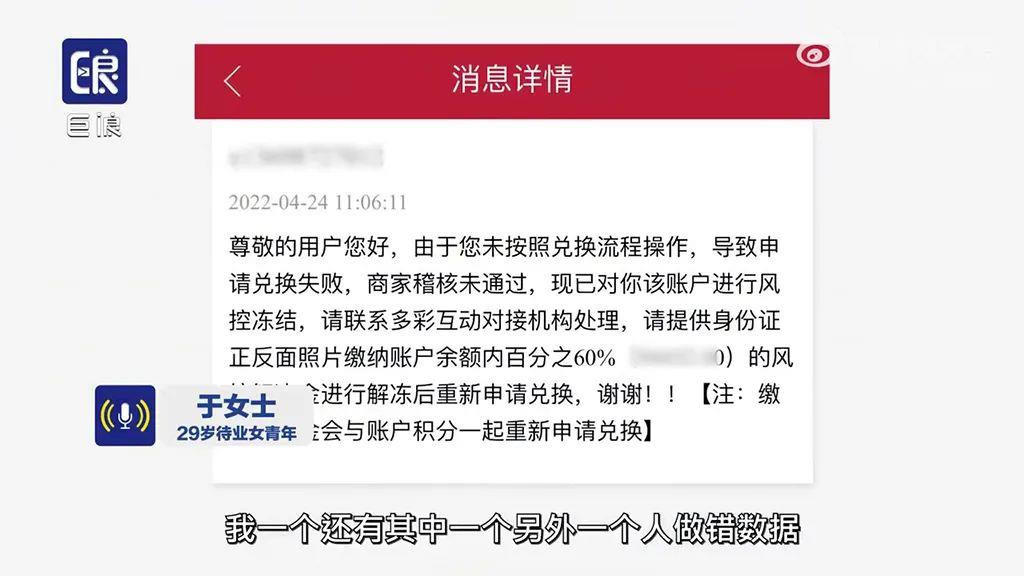 巨浪
消息详情
2022-04-24 11:06:11
尊敬的用户您好，由于您未按照兑换流程操作，导致申
请兑换失败，商家稽核未通过，现已对你该账户进行风
控冻结，请联系多彩互动对接机构处理，请提供身份证
正反面照片缴纳账户余额内百分之60% 0）的风
金进行解冻后重新申请兑换，谢谢！！【注：缴
金会与账户积分一起重新申请兑换】
于女士
29岁待业女青年
我一个还有其中一个另外一个人做错数据